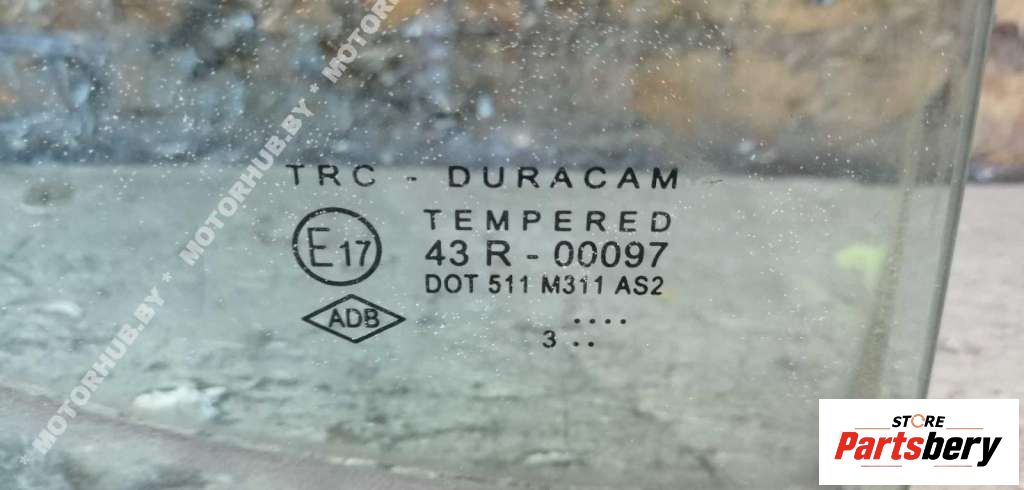 TRC - DURACAM
TEMPERED
E17
43 R - 00097
DOT 511 M311 AS2
ADB
....
3 ..
* MOTORHUB.BY * MOTORHUB.BY * MOTORHUB.BY
STORE
Partsbery